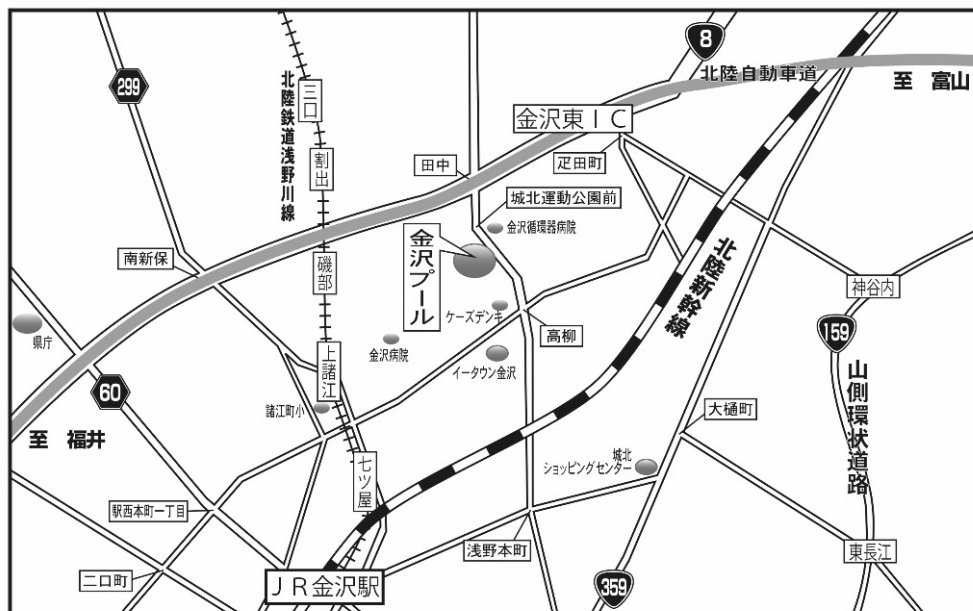 8
北陸自動車道
至 富山
299
北陸鉄道浅野川線
三口
金沢東IC
割出
田中
疋田町
城北運動公園前
金沢循環器病院
金沢プール
北陸新幹線
南新保
磯部
神谷内
県庁
ケーズデンキ
高柳
159
金沢病院
イータウン金沢
上諸江
山側環状道路
60
諸江町小
大樋町
至 福井
七ツ屋
城北
ショッピングセンター
駅西本町一丁目
浅野本町
東長江
二口町
JR金沢駅
359